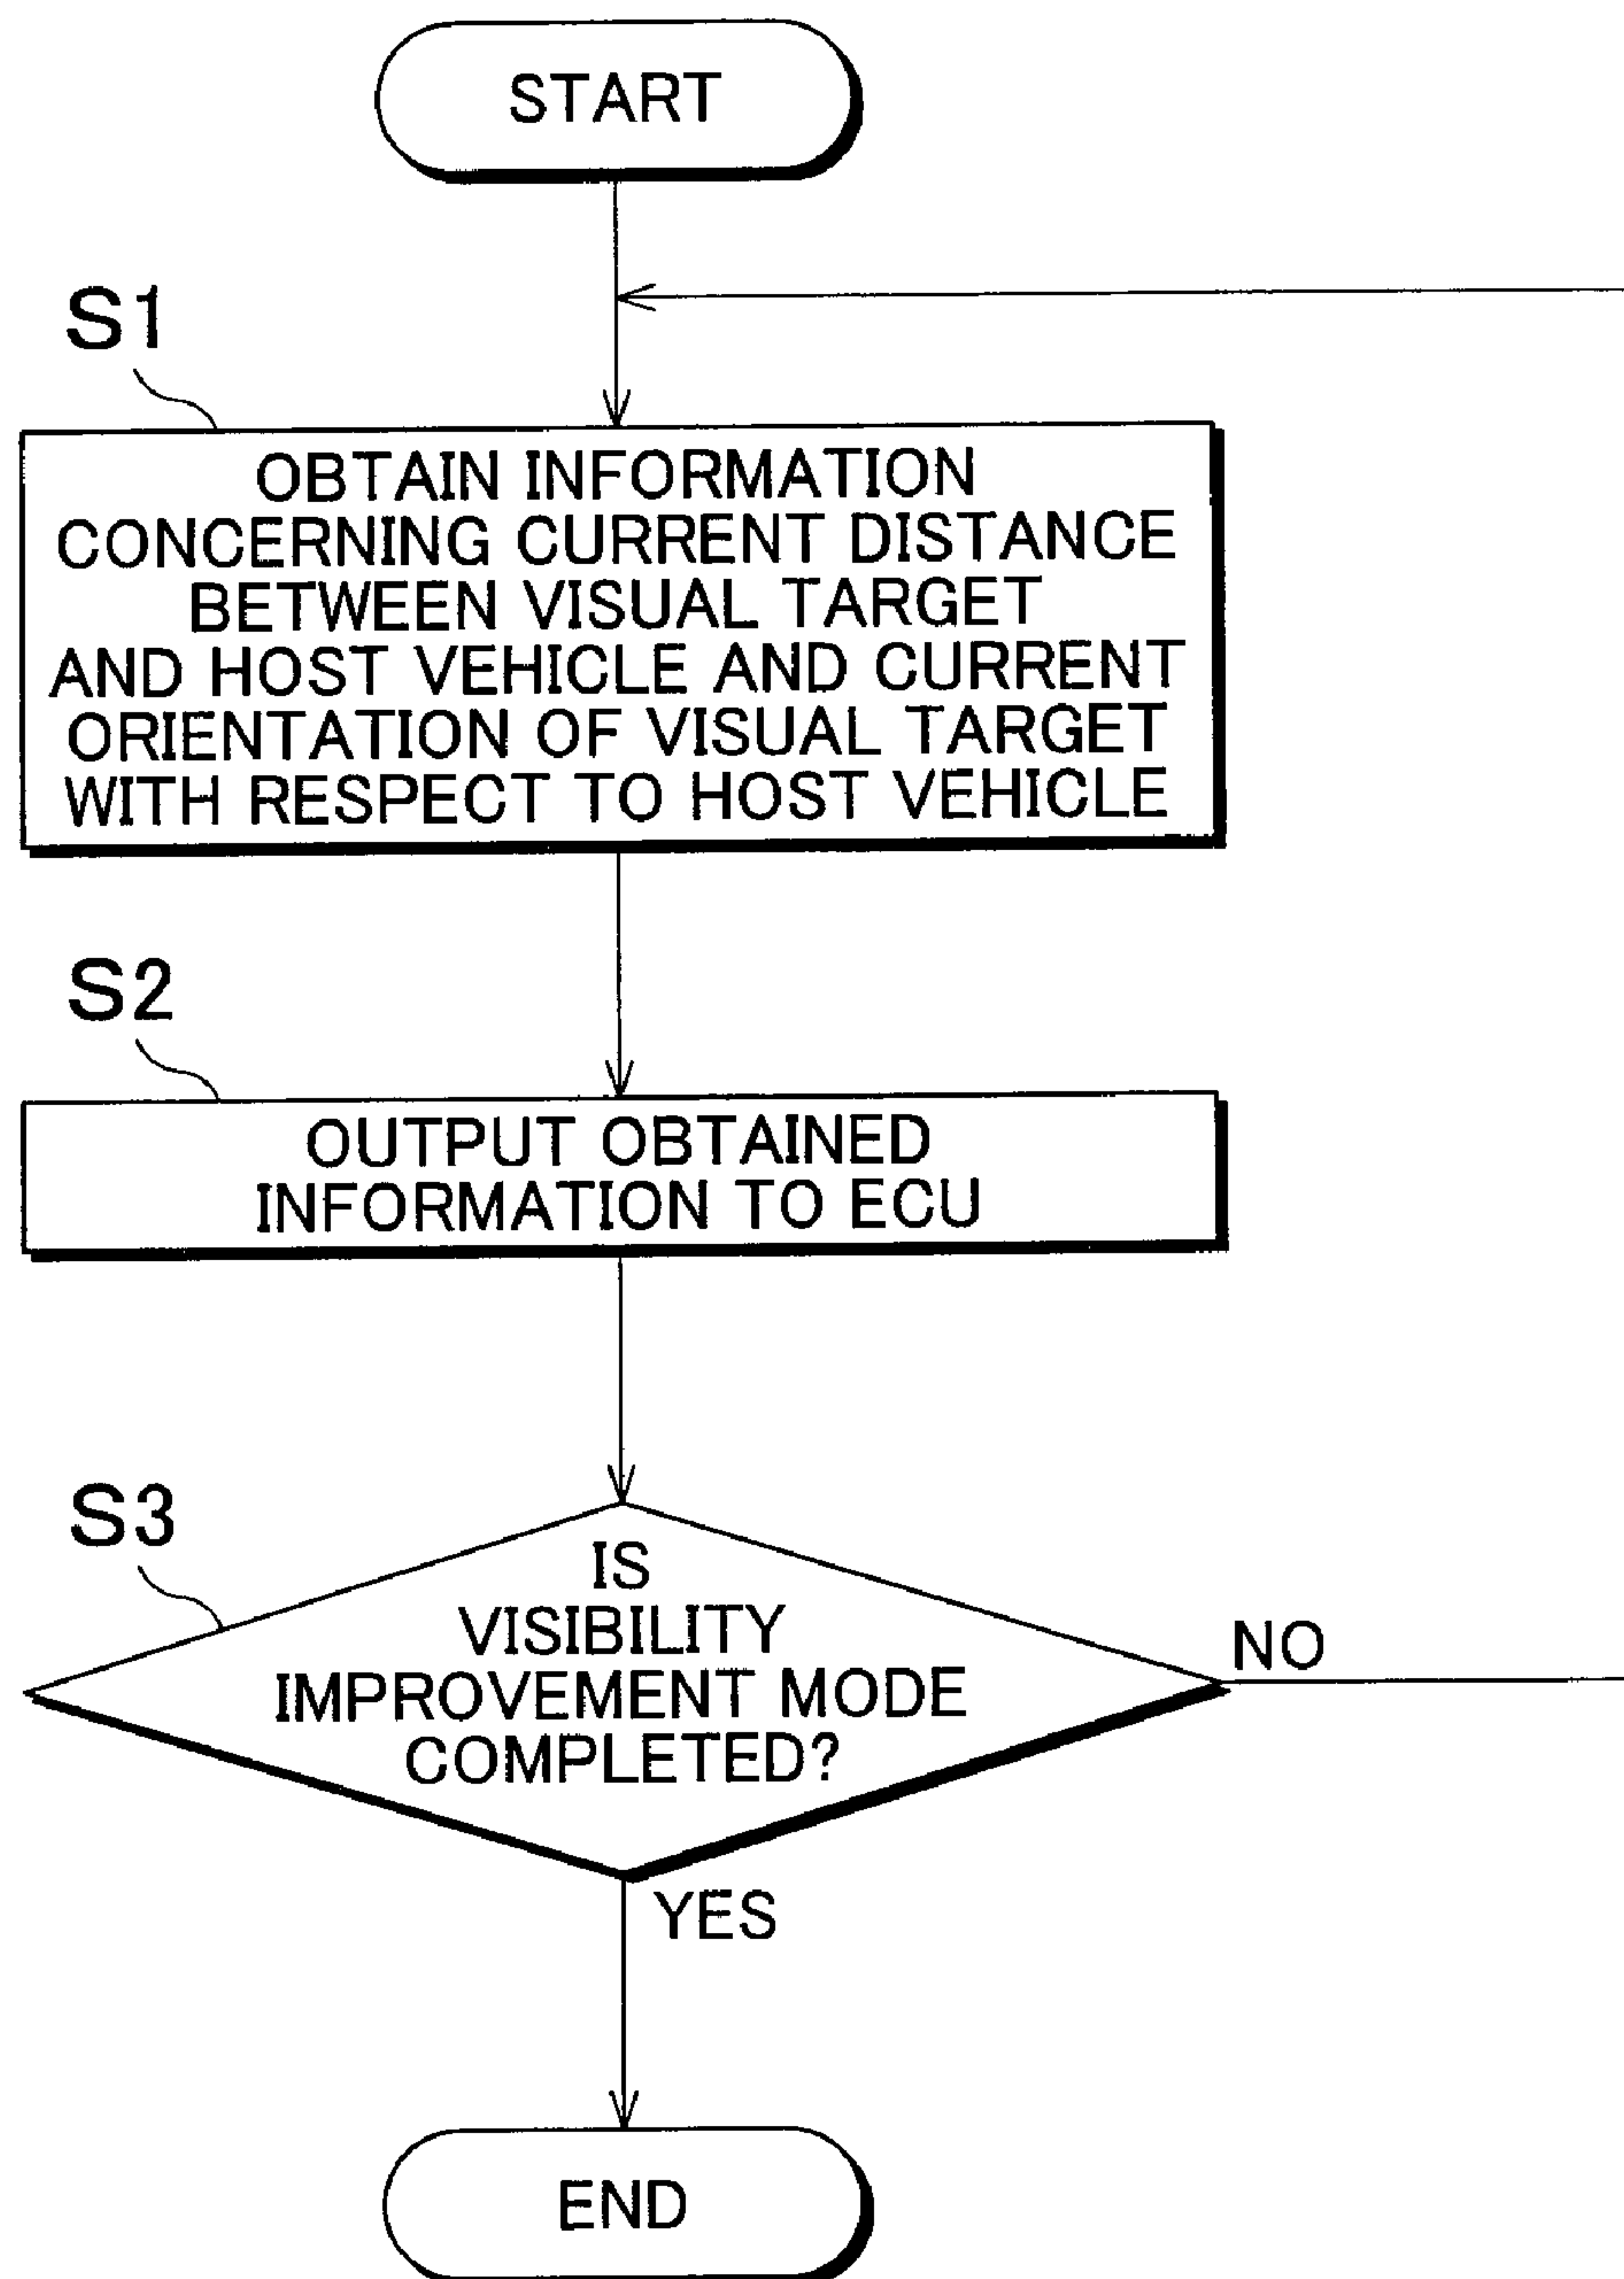 START
S1
OBTAIN INFORMATION
CONCERNING CURRENT DISTANCE
BETWEEN VISUAL TARGET
AND HOST VEHICLE AND CURRENT
ORIENTATION OF VISUAL TARGET
WITH RESPECT TO HOST VEHICLE
S2
OUTPUT OBTAINED
INFORMATION TO ECU
S3
IS
VISIBILITY
IMPROVEMENT MODE
COMPLETED?
NO
YES
END